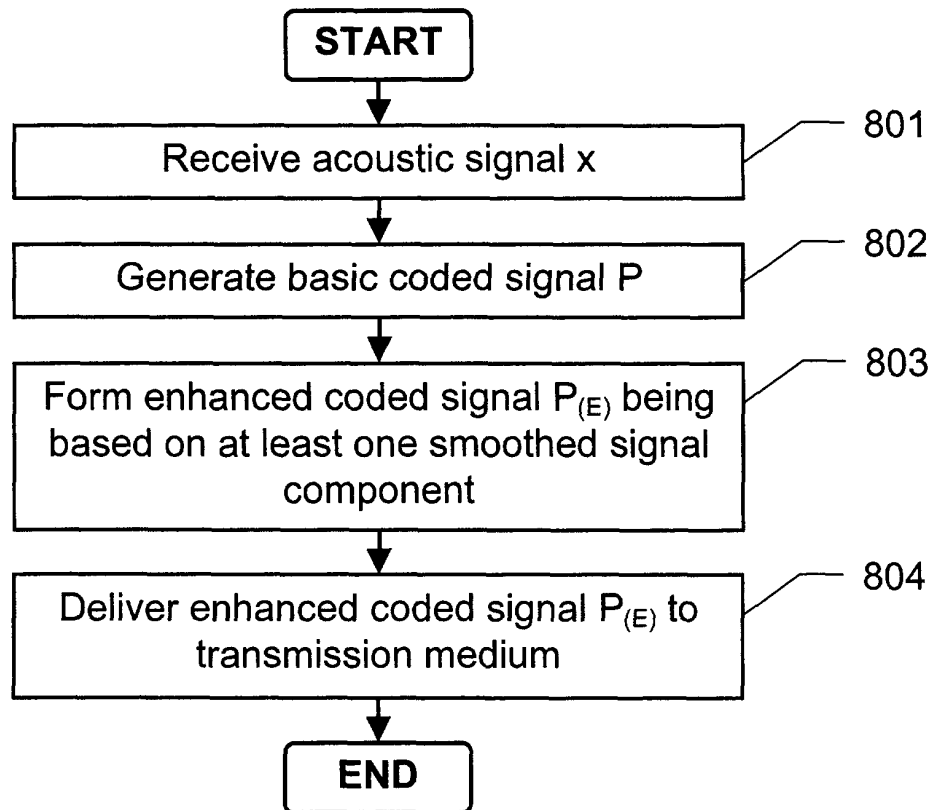 START
801
Receive acoustic signal x
802
Generate basic coded signal P
803
Form enhanced coded signal P(E) being
based on at least one smoothed signal
component
804
Deliver enhanced coded signal P(E) to
transmission medium
END